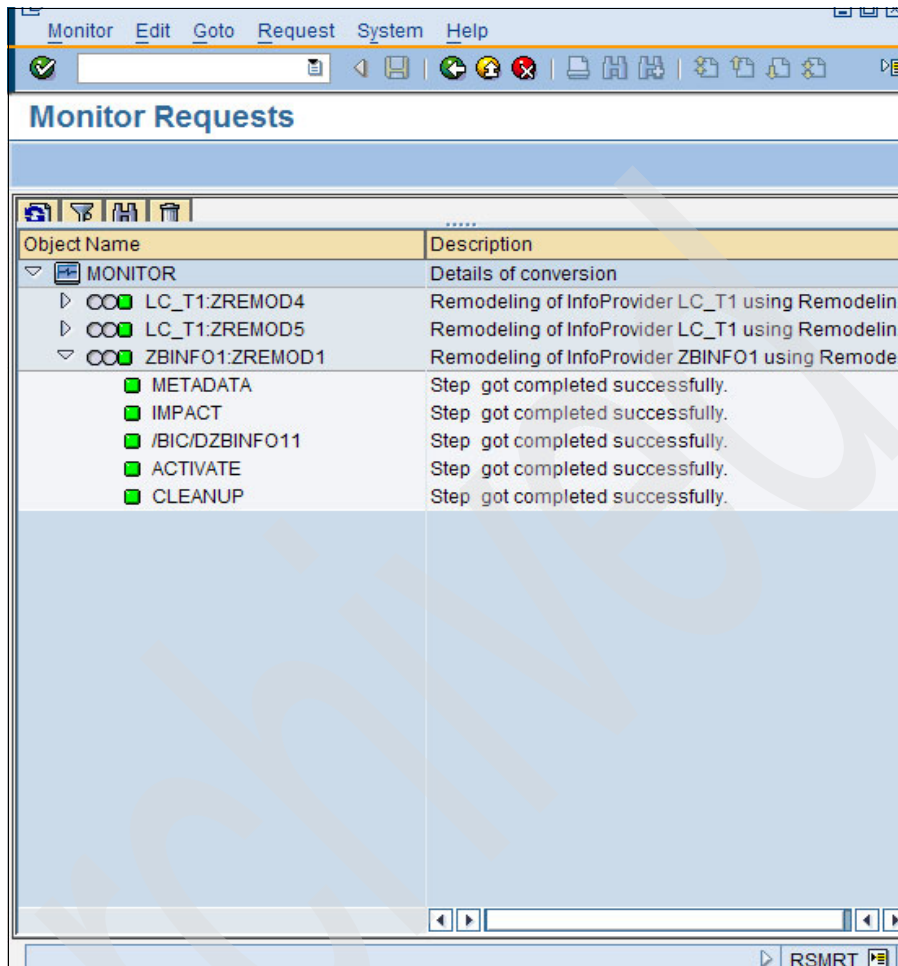 Monitor Edit Goto Request System Help
Monitor Requests
Object Name Description
MONITOR Details of conversion
LC_T1:ZREMOD4 Remodeling of InfoProvider LC_T1 using Remodelin
LC_T1:ZREMOD5 Remodeling of InfoProvider LC_T1 using Remodelin
ZBINFO1:ZREMOD1 Remodeling of InfoProvider ZBINFO1 using Remode
METADATA Step got completed successfully.
IMPACT Step got completed successfully.
/BIC/DZBINFO11 Step got completed successfully.
ACTIVATE Step got completed successfully.
CLEANUP Step got completed successfully.
RSMRT